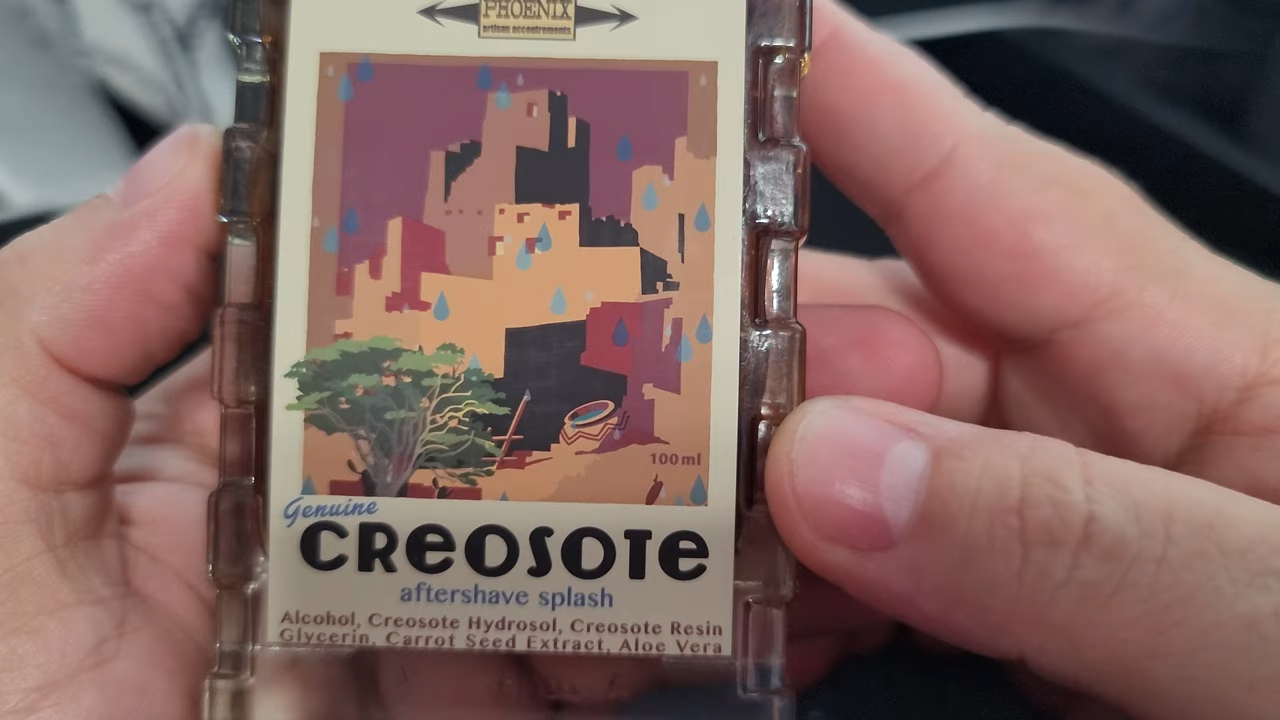 PHOENIX
artisan accoutrements
100ml
Genuine
CREOSOTE
aftershave splash
Alcohol, Creosote Hydrosol, Creosote Resin
Glycerin, Carrot Seed Extract, Aloe Vera